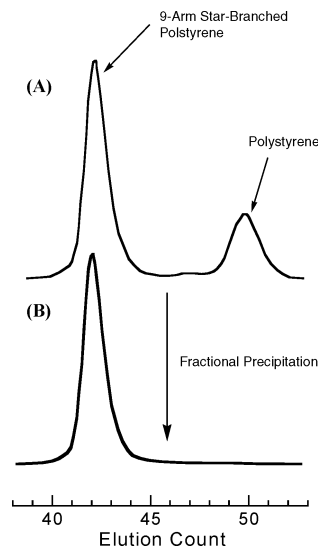 9-Arm Star-Branched
Polstyrene
(A)
Polystyrene
(B)
Fractional Precipitation
40 45 50
Elution Count